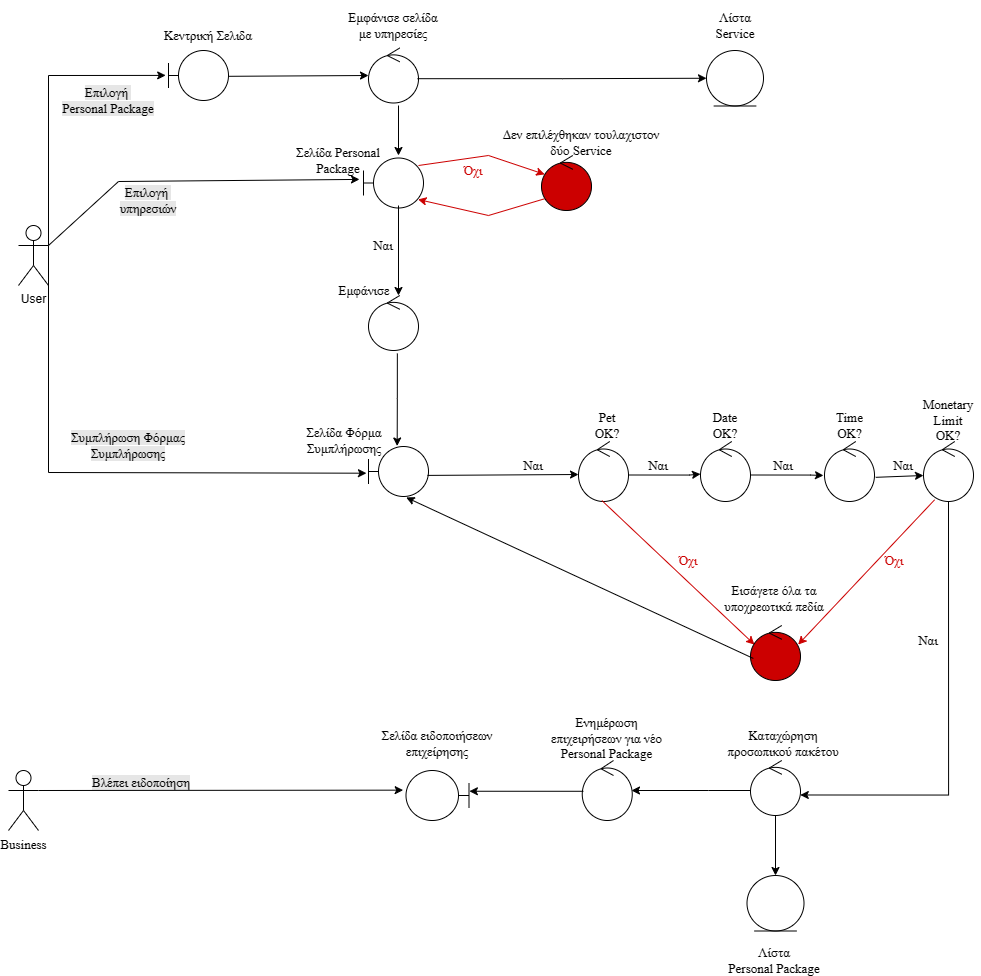 Κεντρική Σελιδα
Εμφάνισε σελίδα
με υπηρεσίες
Λίστα
Service
Επιλογή
Personal Package
Σελίδα Personal
Package
Δεν επιλέχθηκαν τουλαχιστον
δύο Service
Όχι
Επιλογή
υπηρεσιών
Ναι
User
Εμφάνισε
Συμπλήρωση Φόρμας
Συμπλήρωσης
Σελίδα Φόρμα
Συμπλήρωσης
Ναι
Pet
OK?
Ναι
Date
OK?
Ναι
Time
OK?
Ναι
Monetary
Limit
OK?
Όχι
Όχι
Εισάγετε όλα τα
υποχρεωτικά πεδία
Ναι
Σελίδα ειδοποιήσεων
επιχείρησης
Ενημέρωση
επιχειρήσεων για νέο
Personal Package
Καταχώρηση
προσωπικού πακέτου
Βλέπει ειδοποίηση
Business
Λίστα
Personal Package